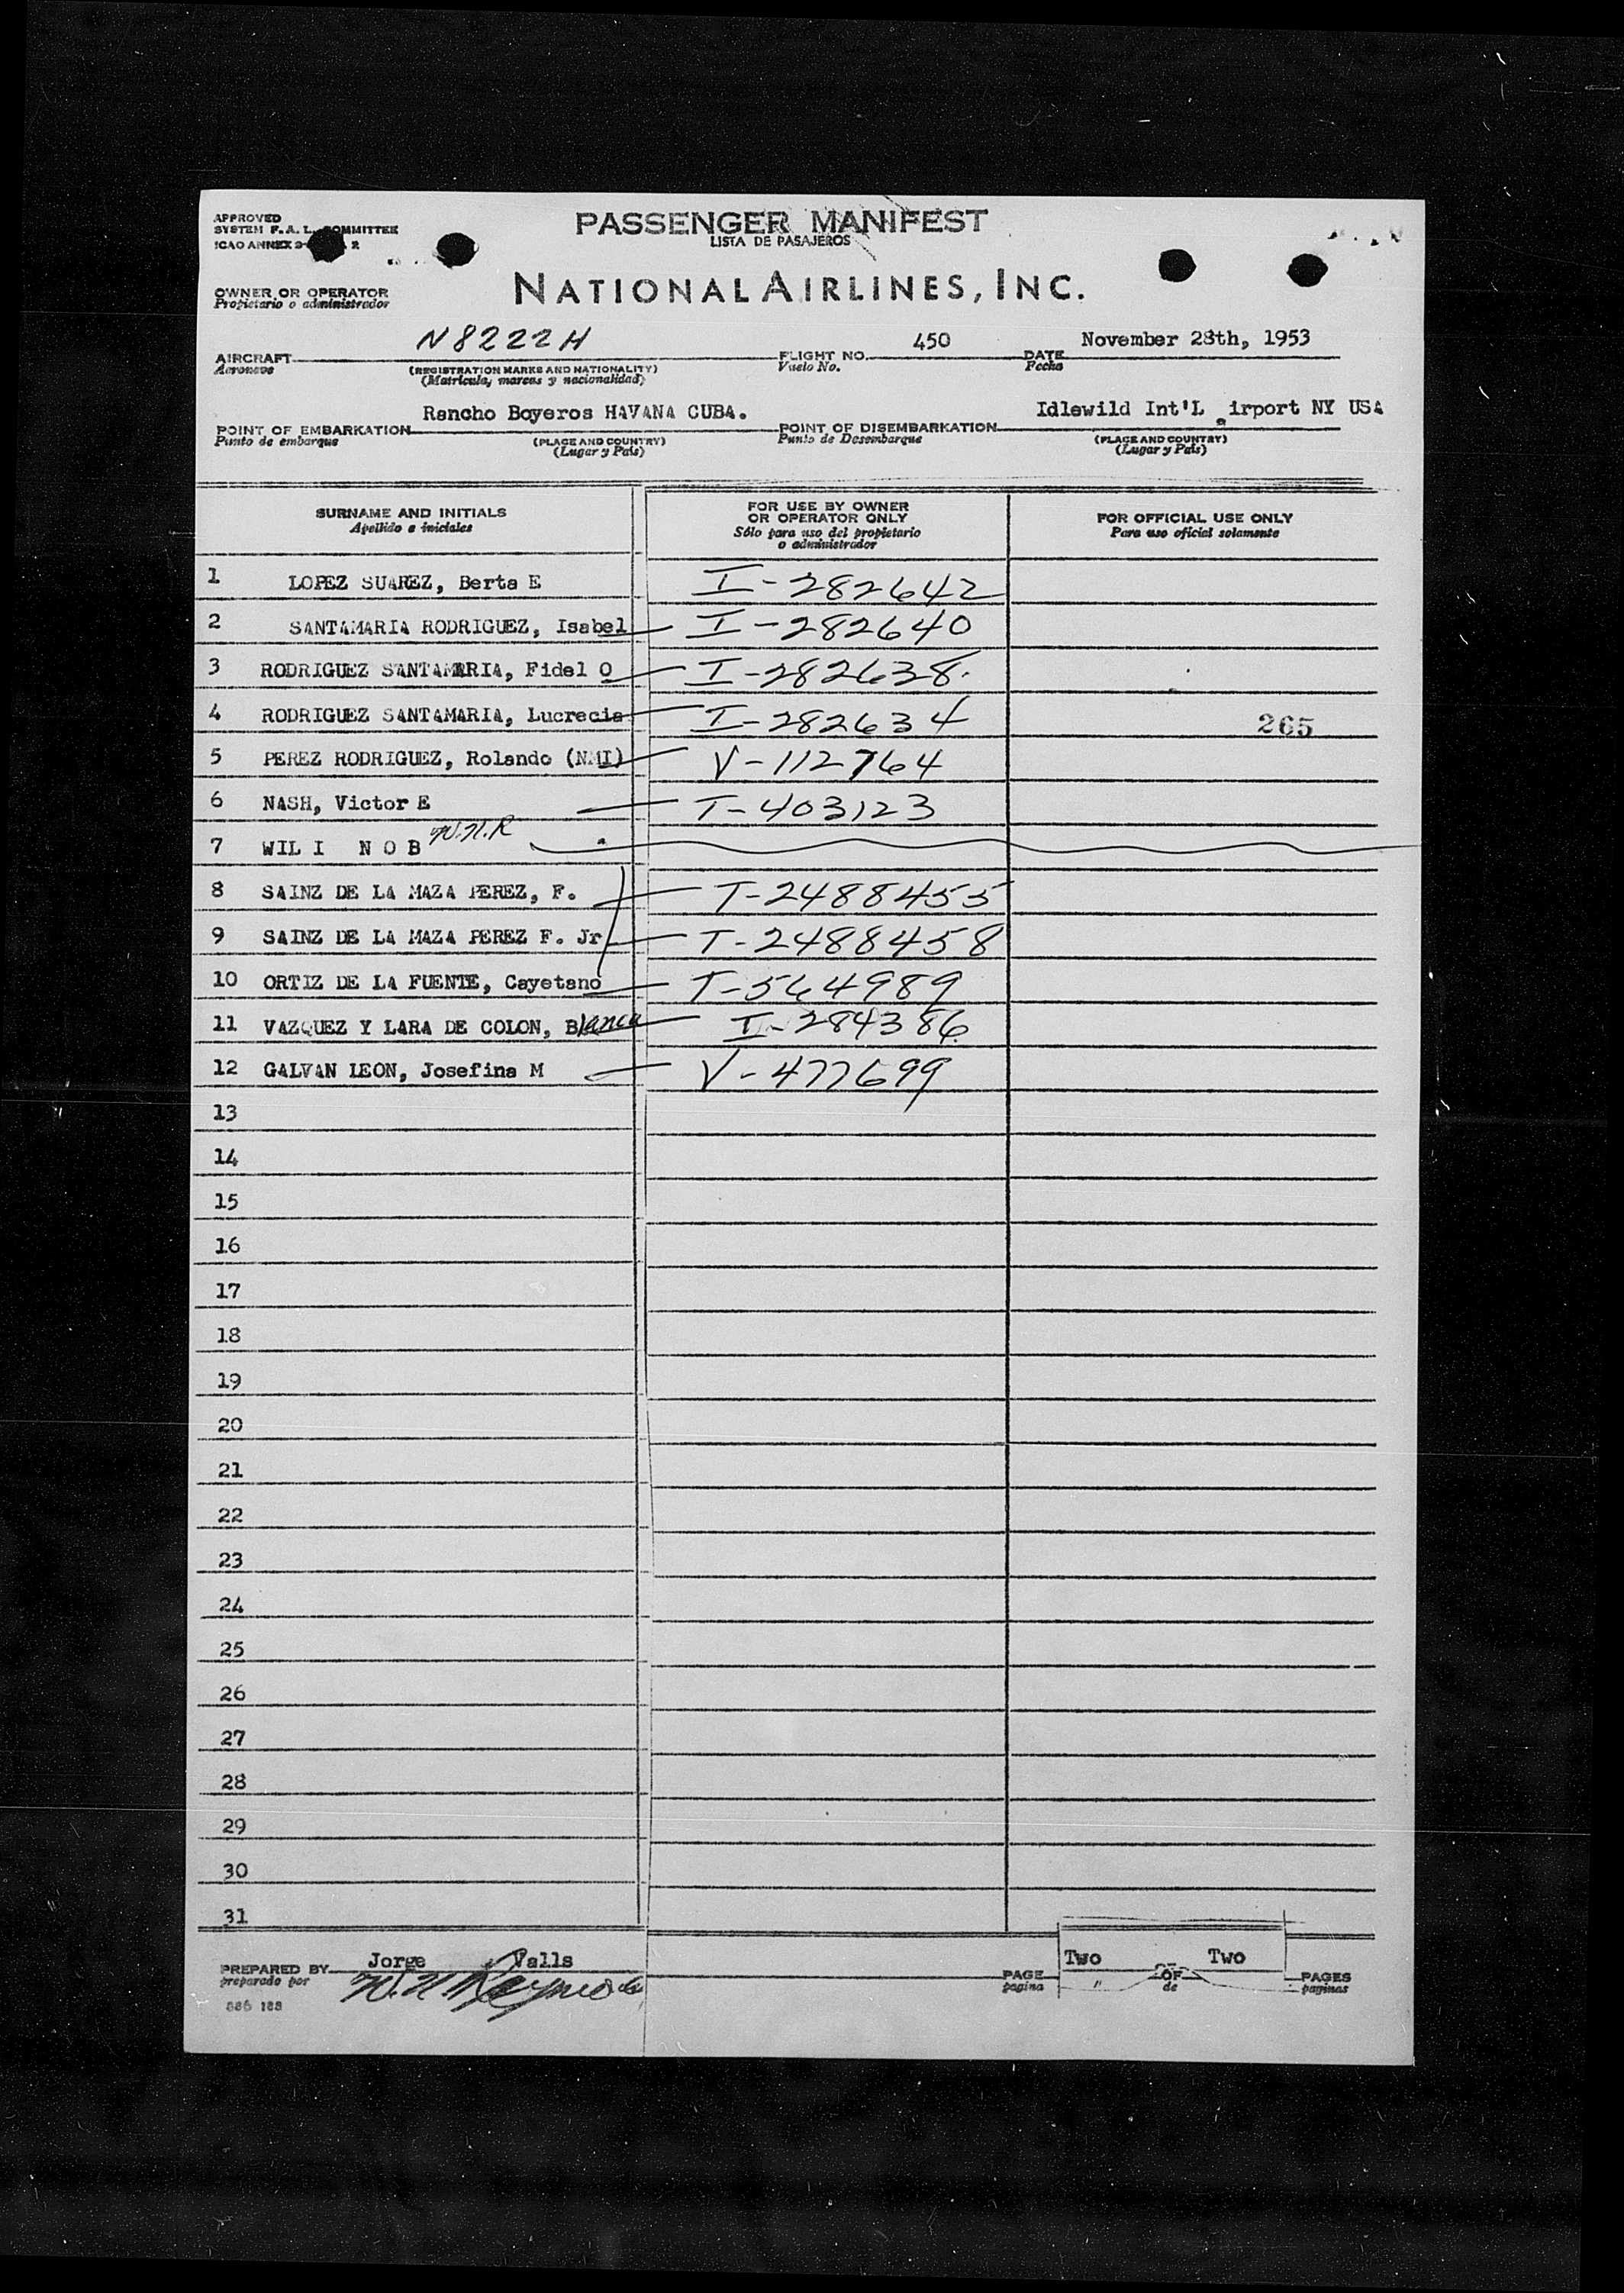 APPROVED
SYSTEM F. A. L. COMMITTEE
ICAO ANNEX 9- 2
PASSENGER MANIFEST
LISTA DE PASAJEROS
OWNER OR OPERATOR
Propietario o administrador
NATIONAL AIRLINES, INC.
AIRCRAFT N8222H FLIGHT NO. 450 DATE November 28th, 1953
Aeronave (REGISTRATION MARKS AND NATIONALITY) Vuelo No. Fecha
(Matrícula, marcas y nacionalidad)
POINT OF EMBARKATION Rancho Boyeros HAVANA CUBA. POINT OF DISEMBARKATION Idlewild Int'L irport NY USA
Punto de embarque (PLACE AND COUNTRY) Punto de Desembarque (PLACE AND COUNTRY)
(Lugar y País) (Lugar y País)
SURNAME AND INITIALS
Apellido e iniciales
FOR USE BY OWNER
OR OPERATOR ONLY
Sólo para uso del propietario
o administrador
FOR OFFICIAL USE ONLY
Para uso oficial solamente
1 LOPEZ SUAREZ, Berta E I-282642
2 SANTAMARIA RODRIGUEZ, Isabel I-282640
3 RODRIGUEZ SANTAMARIA, Fidel O I-282638.
4 RODRIGUEZ SANTAMARIA, Lucrecia I-282634 265
5 PEREZ RODRIGUEZ, Rolando (NMI) V-112764
6 NASH, Victor E T-403123
7 WIL I N O B W.N.R
8 SAINZ DE LA MAZA PEREZ, F. T-2488455
9 SAINZ DE LA MAZA PEREZ F. Jr T-2488458
10 ORTIZ DE LA FUENTE, Cayetano T-564989
11 VAZQUEZ Y LARA DE COLON, Blanca I-284386
12 GALVAN LEON, Josefina M V-477699
13
14
15
16
17
18
19
20
21
22
23
24
25
26
27
28
29
30
31
PREPARED BY Jorge Valls PAGE Two OF Two PAGES
preparado por pagina " de paginas
W.N Reynolds
886 188